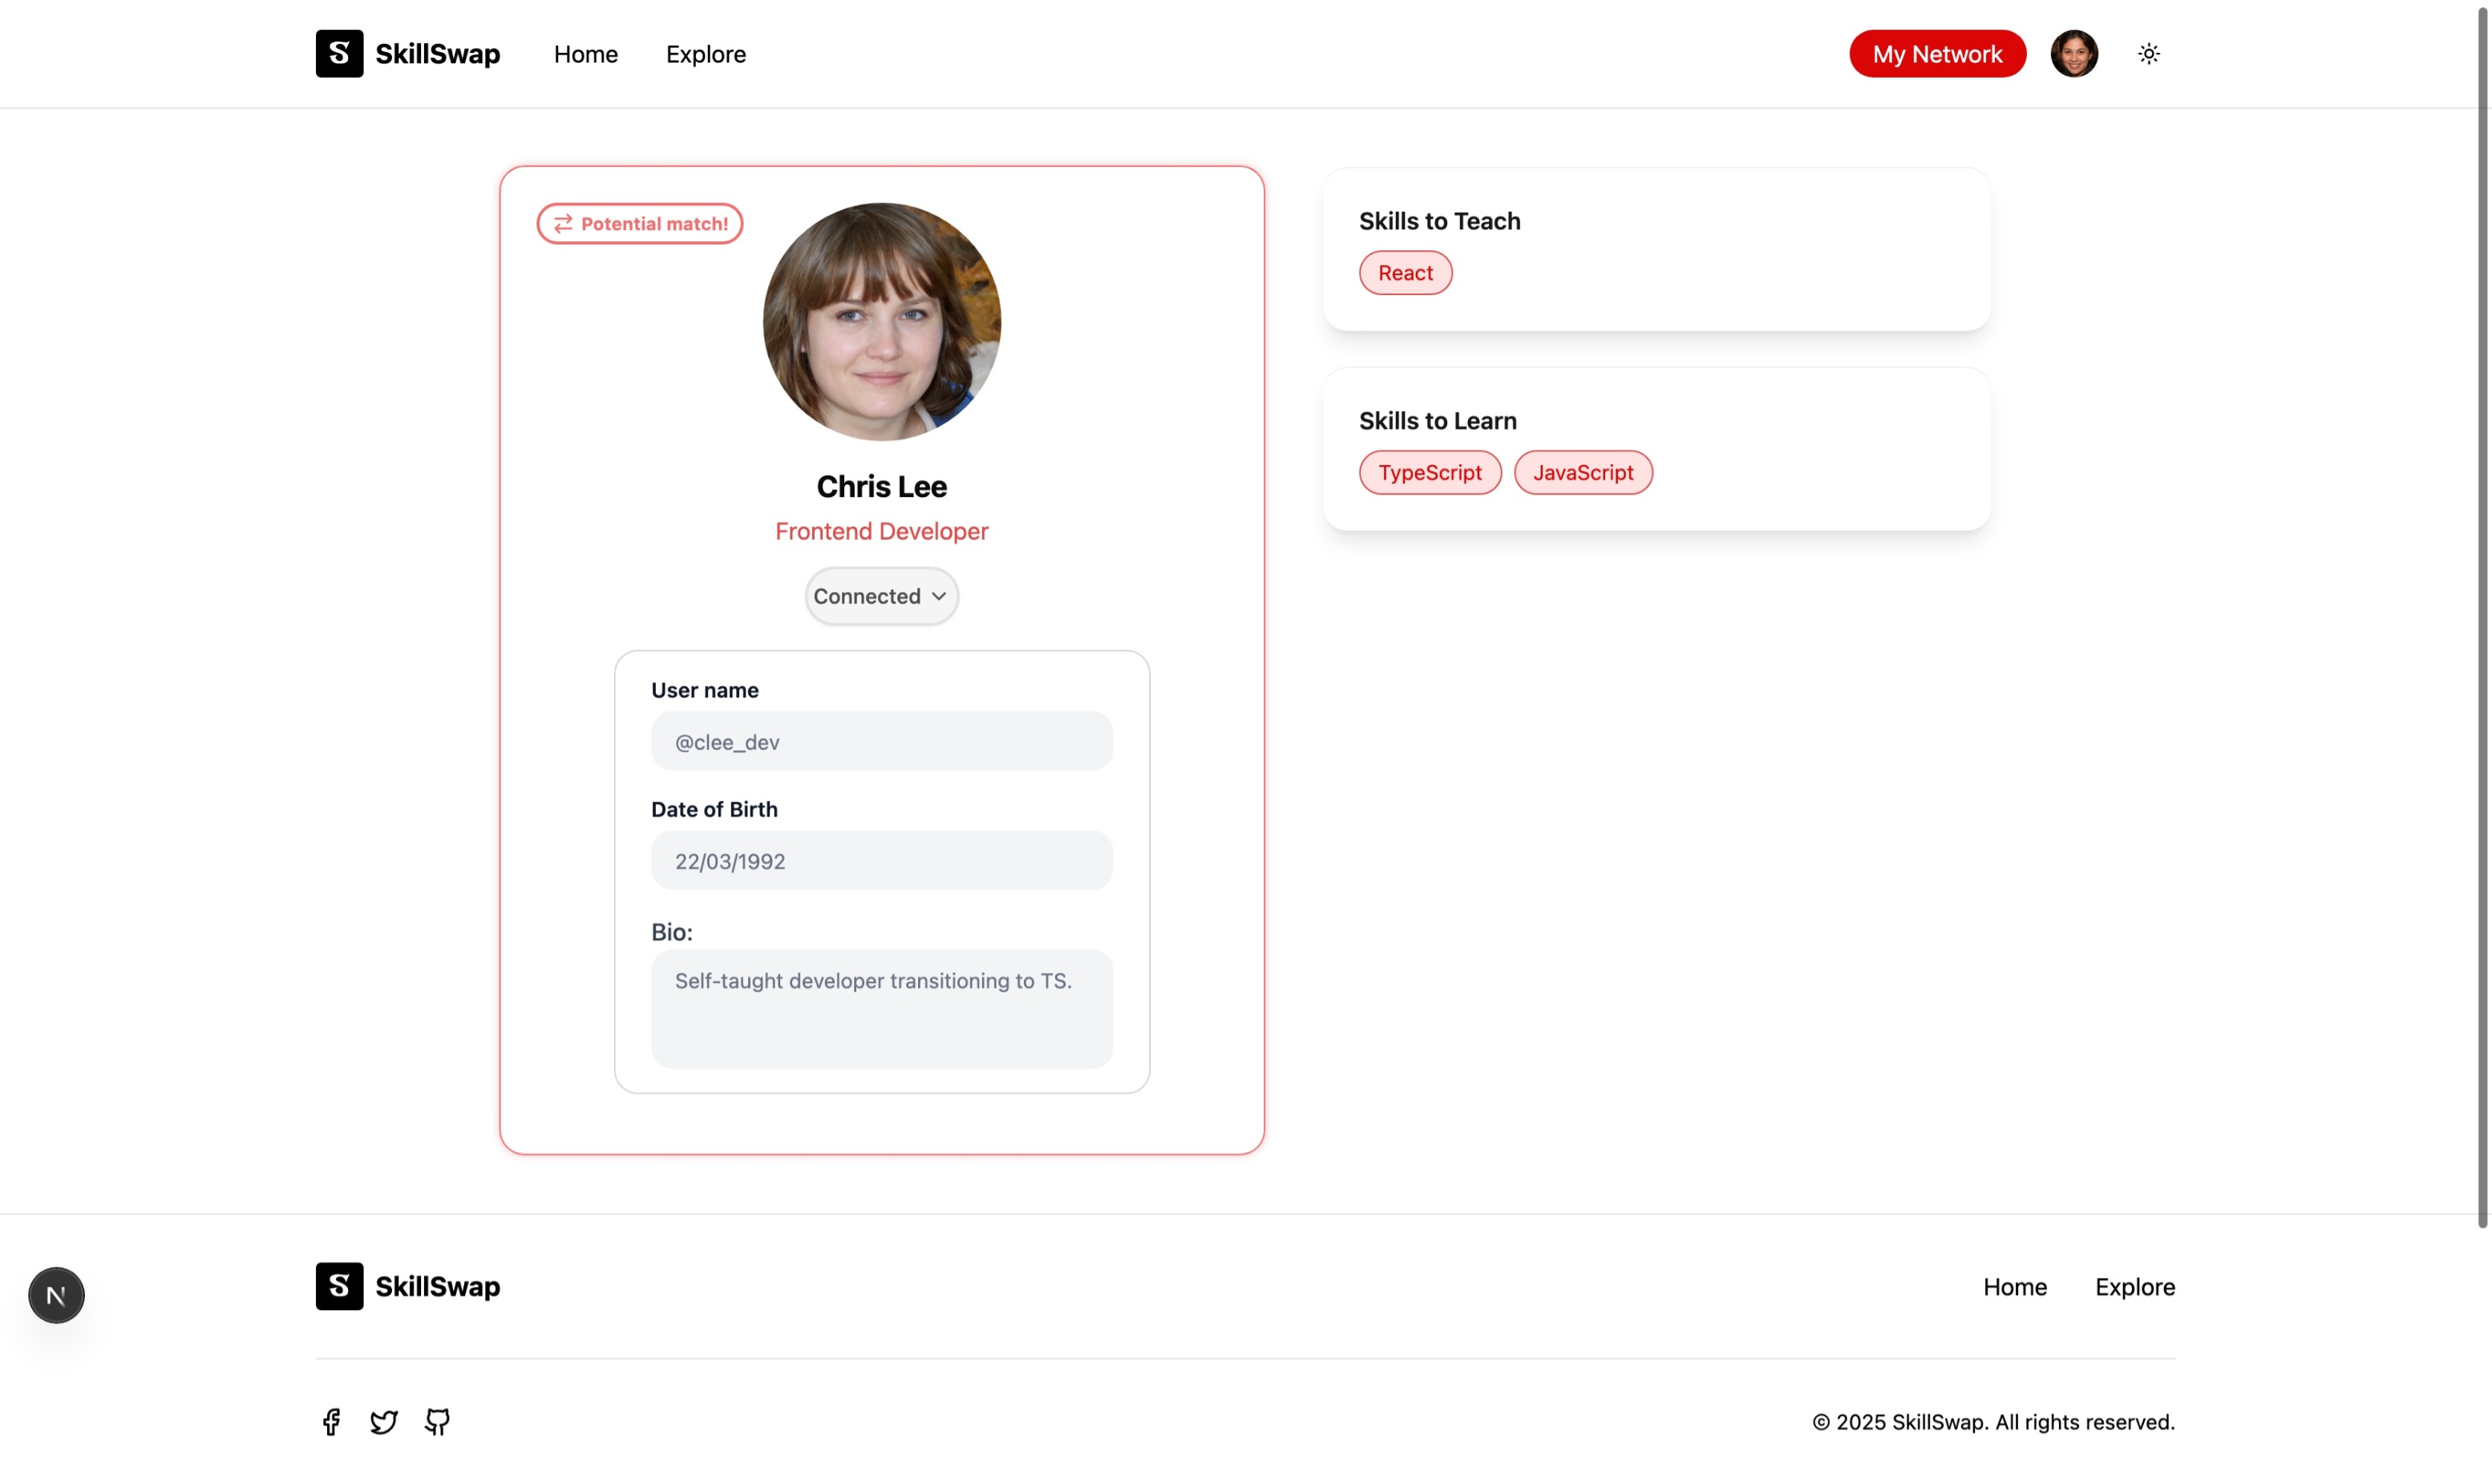 SkillSwap
Home
Explore
My Network
Potential match!
Chris Lee
Frontend Developer
Connected
User name
@clee_dev
Date of Birth
22/03/1992
Bio:
Self-taught developer transitioning to TS.
Skills to Teach
React
Skills to Learn
TypeScript
JavaScript
N
SkillSwap
Home
Explore
© 2025 SkillSwap. All rights reserved.